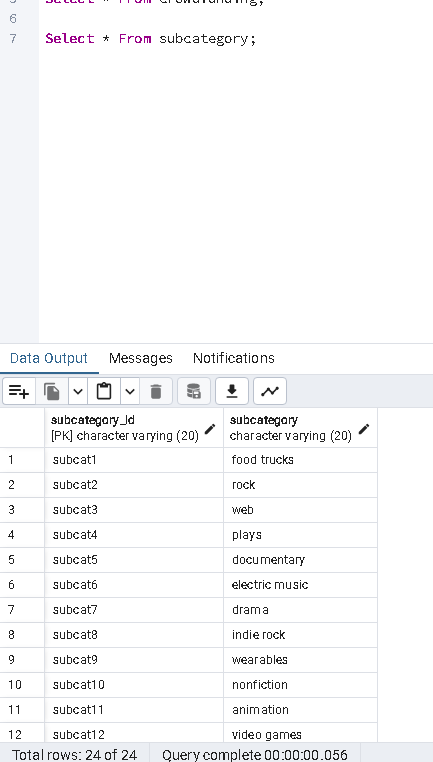 5 Select * From crowdfunding;
6
7 Select * From subcategory;
Data Output Messages Notifications
subcategory_id subcategory
[PK] character varying (20) character varying (20)
1 subcat1 food trucks
2 subcat2 rock
3 subcat3 web
4 subcat4 plays
5 subcat5 documentary
6 subcat6 electric music
7 subcat7 drama
8 subcat8 indie rock
9 subcat9 wearables
10 subcat10 nonfiction
11 subcat11 animation
12 subcat12 video games
Total rows: 24 of 24 Query complete 00:00:00.056